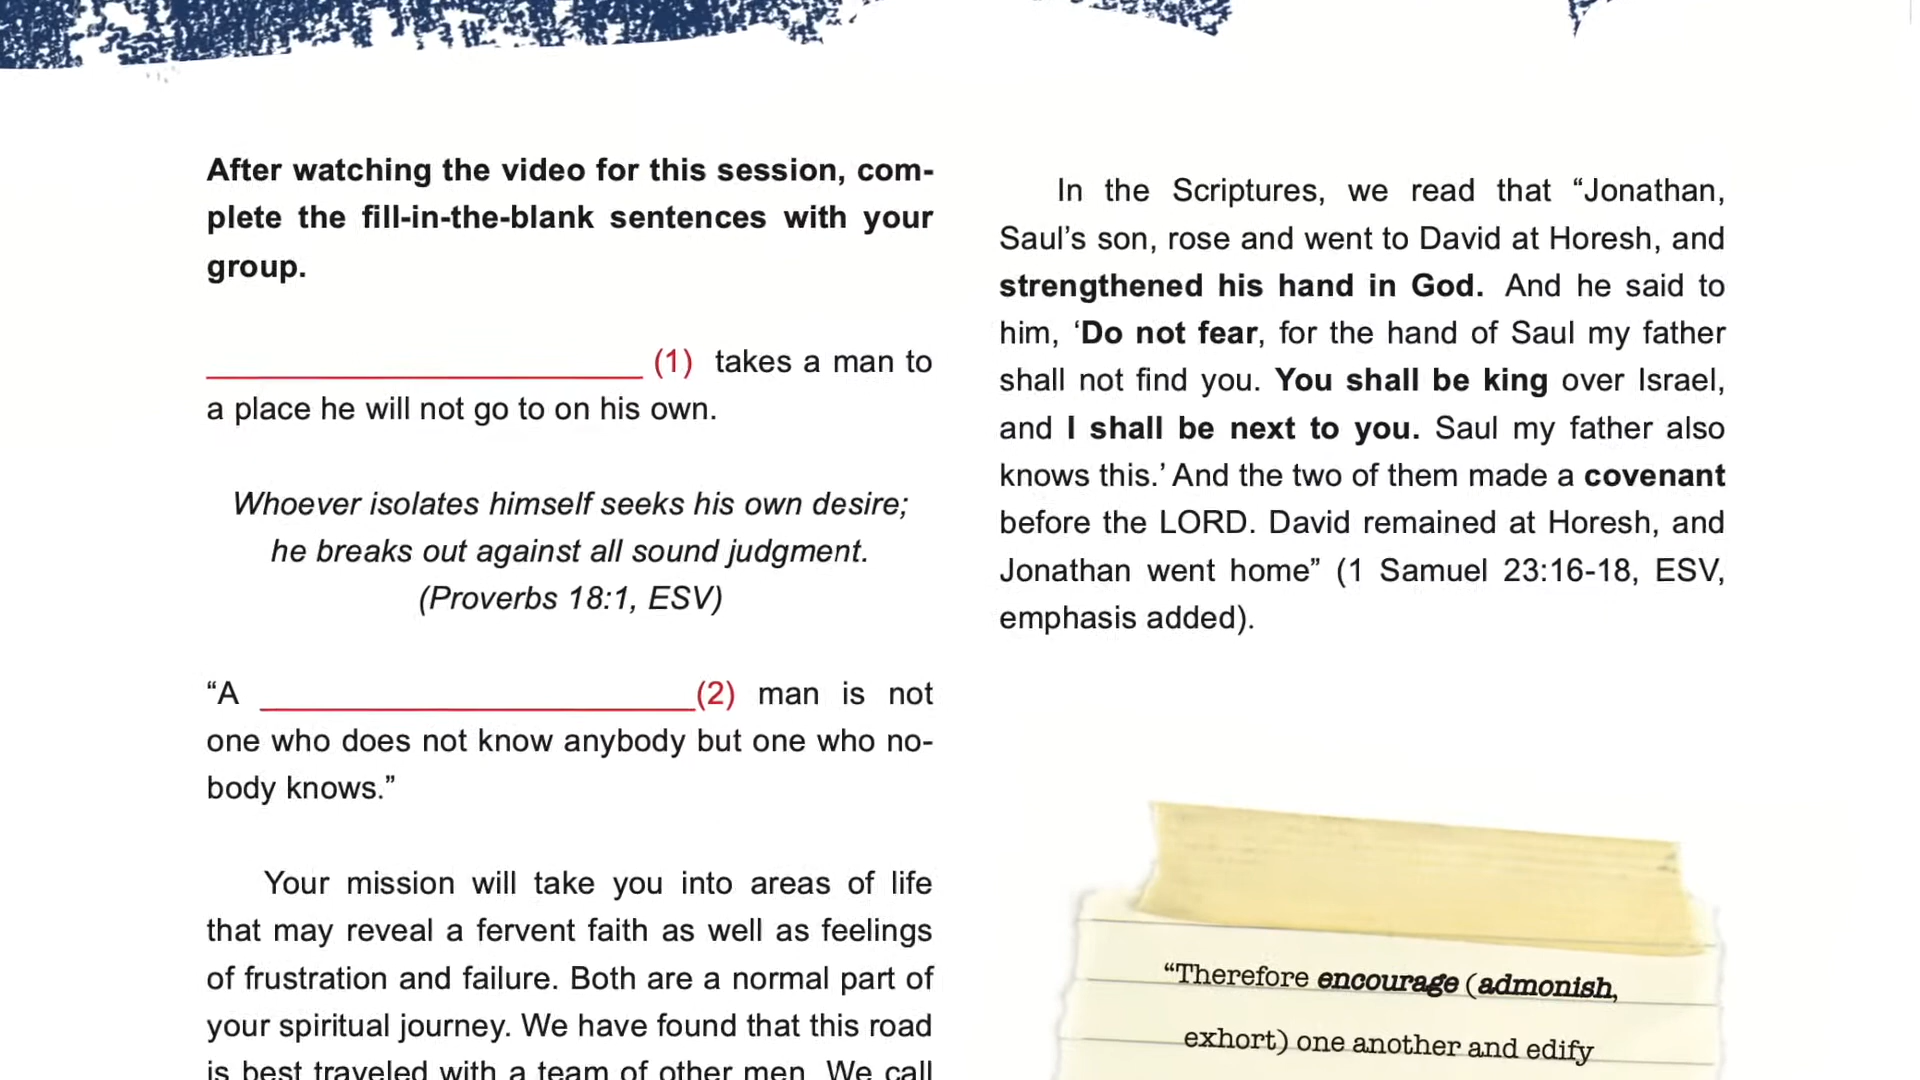 After watching the video for this session, com-
plete the fill-in-the-blank sentences with your
group.
__________________________ (1) takes a man to
a place he will not go to on his own.
Whoever isolates himself seeks his own desire;
he breaks out against all sound judgment.
(Proverbs 18:1, ESV)
“A __________________________(2) man is not
one who does not know anybody but one who no-
body knows.”
Your mission will take you into areas of life
that may reveal a fervent faith as well as feelings
of frustration and failure. Both are a normal part of
your spiritual journey. We have found that this road
is best traveled with a team of other men. We call
In the Scriptures, we read that “Jonathan,
Saul’s son, rose and went to David at Horesh, and
strengthened his hand in God. And he said to
him, ‘Do not fear, for the hand of Saul my father
shall not find you. You shall be king over Israel,
and I shall be next to you. Saul my father also
knows this.’ And the two of them made a covenant
before the LORD. David remained at Horesh, and
Jonathan went home” (1 Samuel 23:16-18, ESV,
emphasis added).
“Therefore encourage (admonish,
exhort) one another and edify